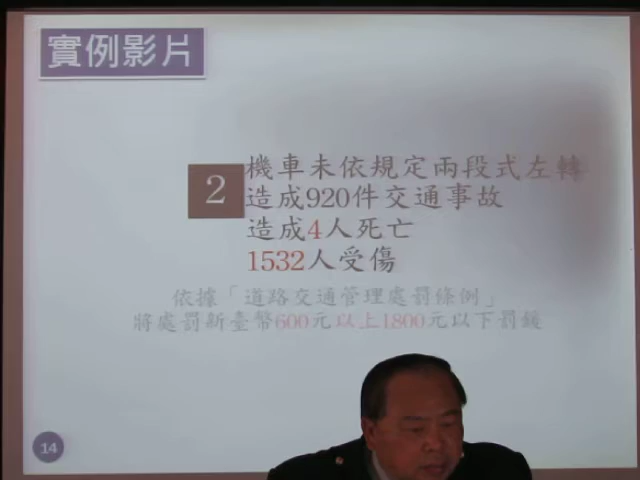 實例影片
2
機車未依規定兩段式左轉
造成920件交通事故
造成4人死亡
1532人受傷
依據「道路交通管理處罰條例」
將處罰新臺幣600元以上1800元以下罰鍰
14